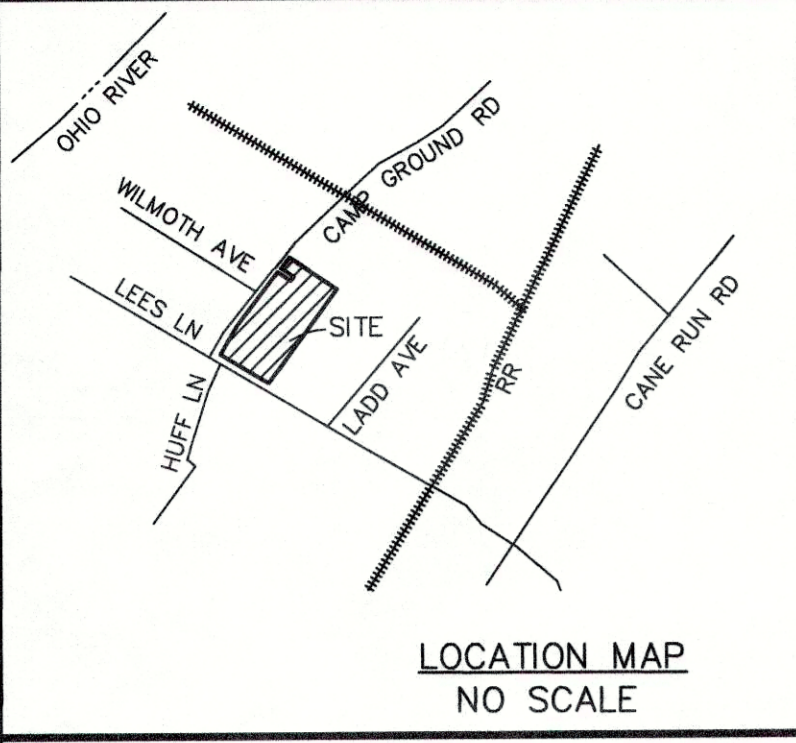 OHIO RIVER
CAMP GROUND RD
WILMOTH AVE
LEES LN
SITE
LADD AVE
HUFF LN
RR
CANE RUN RD
LOCATION MAP
NO SCALE